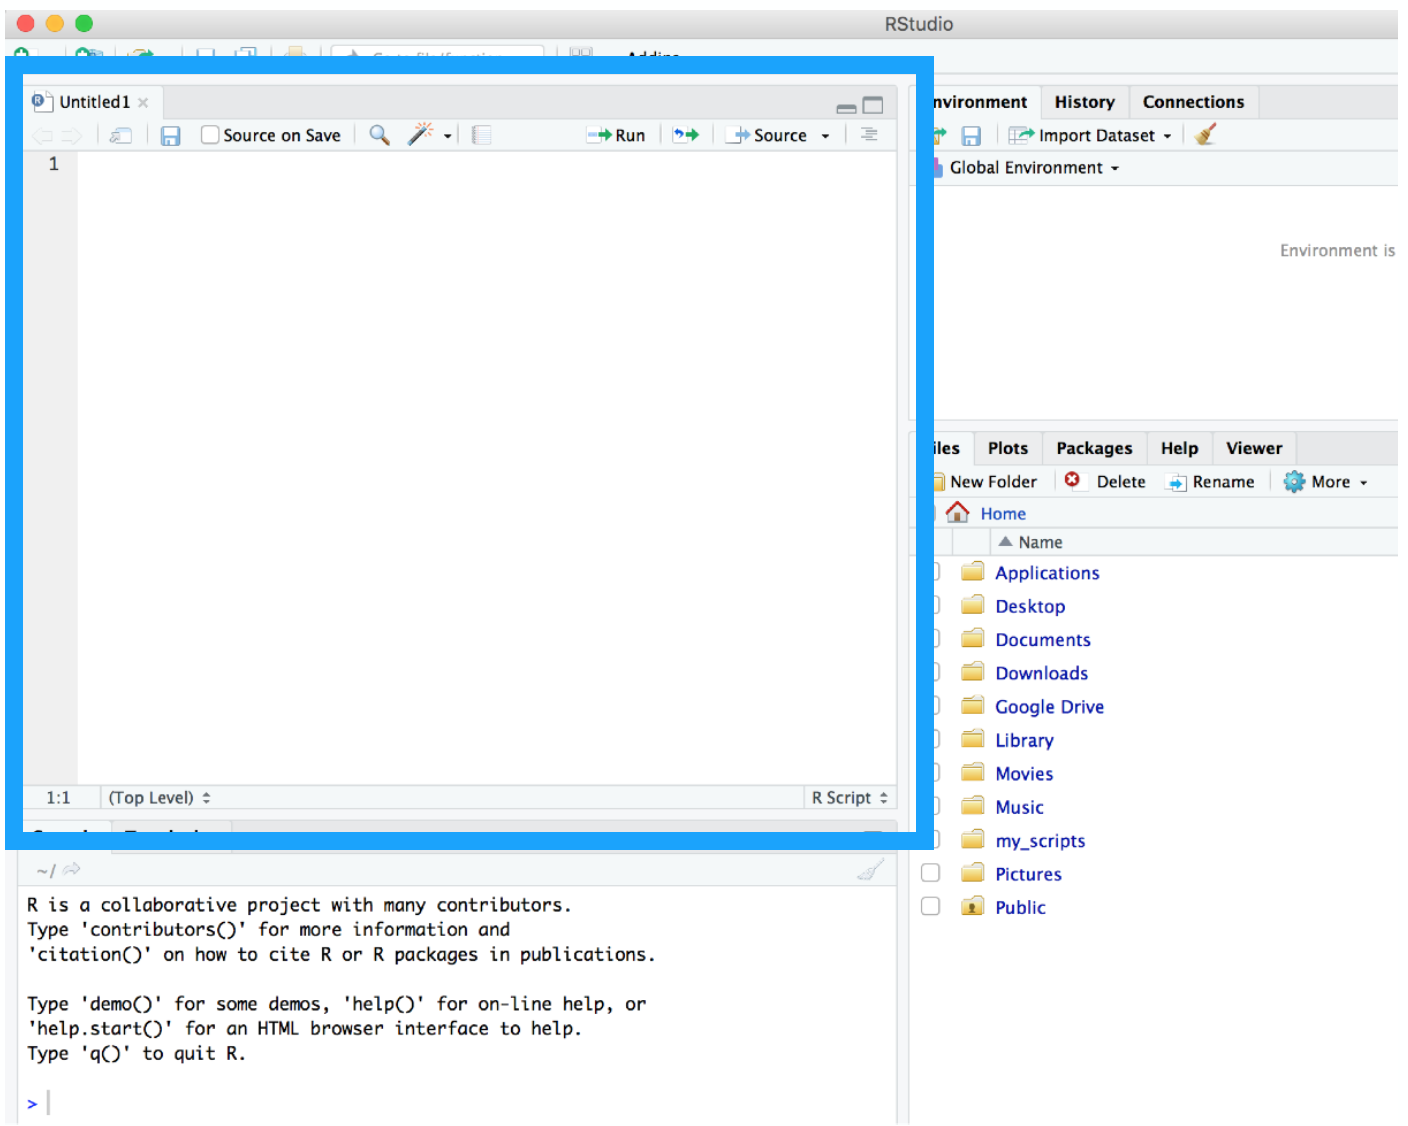 RStudio
Addins
Untitled1
Source on Save
Run
Source
1
1:1 (Top Level) R Script
~/
R is a collaborative project with many contributors.
Type 'contributors()' for more information and
'citation()' on how to cite R or R packages in publications.
Type 'demo()' for some demos, 'help()' for on-line help, or
'help.start()' for an HTML browser interface to help.
Type 'q()' to quit R.
>
History Connections
Import Dataset
Global Environment
Environment is
Plots Packages Help Viewer
New Folder Delete Rename More
Home
Name
Applications
Desktop
Documents
Downloads
Google Drive
Library
Movies
Music
my_scripts
Pictures
Public